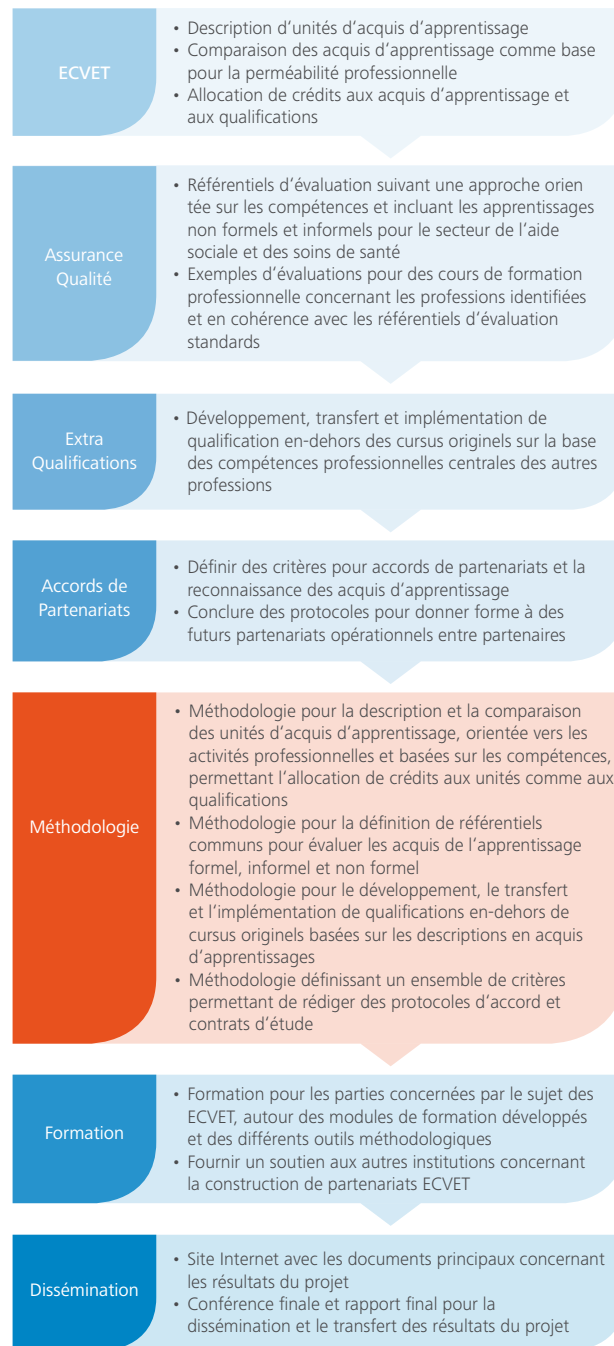 ECVET
• Description d’unités d’acquis d’apprentissage
• Comparaison des acquis d’apprentissage comme base
pour la perméabilité professionnelle
• Allocation de crédits aux acquis d’apprentissage et
aux qualifications
Assurance
Qualité
• Référentiels d’évaluation suivant une approche orien
tée sur les compétences et incluant les apprentissages
non formels et informels pour le secteur de l’aide
sociale et des soins de santé
• Exemples d’évaluations pour des cours de formation
professionnelle concernant les professions identifiées
et en cohérence avec les référentiels d’évaluation
standards
Extra
Qualifications
• Développement, transfert et implémentation de
qualification en-dehors des cursus originels sur la base
des compétences professionnelles centrales des autres
professions
Accords de
Partenariats
• Définir des critères pour accords de partenariats et la
reconnaissance des acquis d’apprentissage
• Conclure des protocoles pour donner forme à des
futurs partenariats opérationnels entre partenaires
Méthodologie
• Méthodologie pour la description et la comparaison
des unités d’acquis d’apprentissage, orientée vers les
activités professionnelles et basées sur les compétences,
permettant l’allocation de crédits aux unités comme aux
qualifications
• Méthodologie pour la définition de référentiels
communs pour évaluer les acquis de l’apprentissage
formel, informel et non formel
• Méthodologie pour le développement, le transfert
et l’implémentation de qualifications en-dehors de
cursus originels basées sur les descriptions en acquis
d’apprentissages
• Méthodologie définissant un ensemble de critères
permettant de rédiger des protocoles d’accord et
contrats d’étude
Formation
• Formation pour les parties concernées par le sujet des
ECVET, autour des modules de formation développés
et des différents outils méthodologiques
• Fournir un soutien aux autres institutions concernant
la construction de partenariats ECVET
Dissémination
• Site Internet avec les documents principaux concernant
les résultats du projet
• Conférence finale et rapport final pour la
dissémination et le transfert des résultats du projet